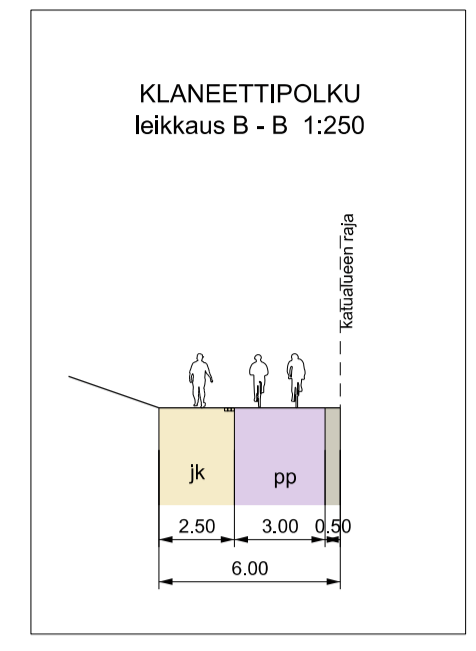 KLANEETTIPOLKU
leikkaus B - B 1:250
katualueen raja
jk
pp
2.50 3.00 0.50
6.00